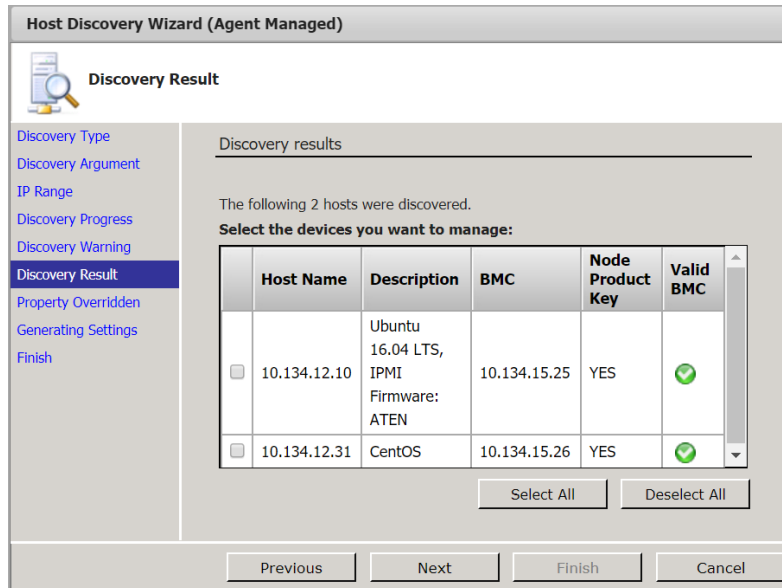 Host Discovery Wizard (Agent Managed)
Discovery Result
Discovery Type
Discovery Argument
IP Range
Discovery Progress
Discovery Warning
Discovery Result
Property Overridden
Generating Settings
Finish
Discovery results
The following 2 hosts were discovered.
Select the devices you want to manage:
Host Name Description BMC Node Product Key Valid BMC
10.134.12.10 Ubuntu 16.04 LTS, IPMI Firmware: ATEN 10.134.15.25 YES
10.134.12.31 CentOS 10.134.15.26 YES
Select All Deselect All
Previous Next Finish Cancel